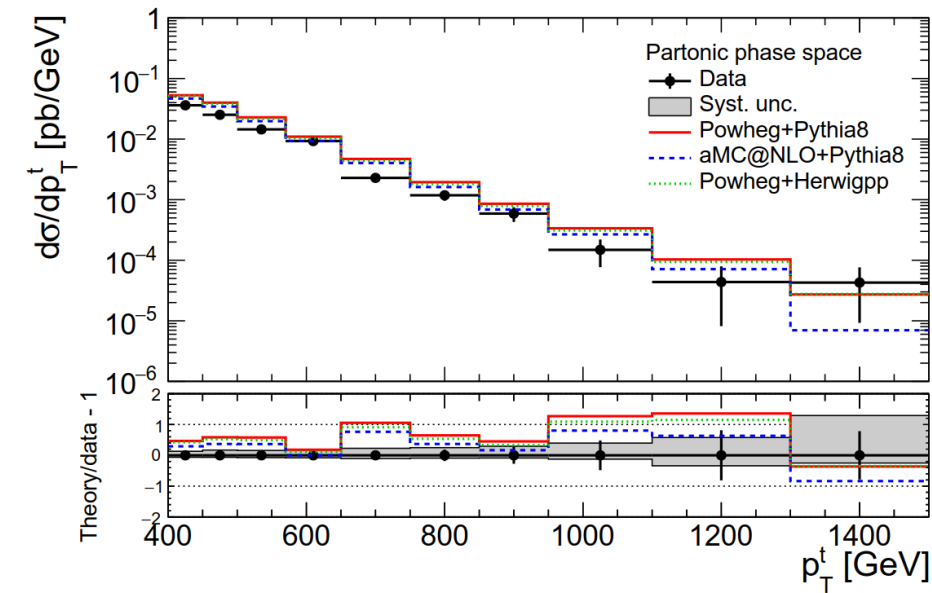 dσ/dp_T^t [pb/GeV]
1
10^−1
10^−2
10^−3
10^−4
10^−5
10^−6
Partonic phase space
Data
Syst. unc.
Powheg+Pythia8
aMC@NLO+Pythia8
Powheg+Herwigpp
Theory/data - 1
2
1
0
−1
−2
400 600 800 1000 1200 1400
p_T^t [GeV]